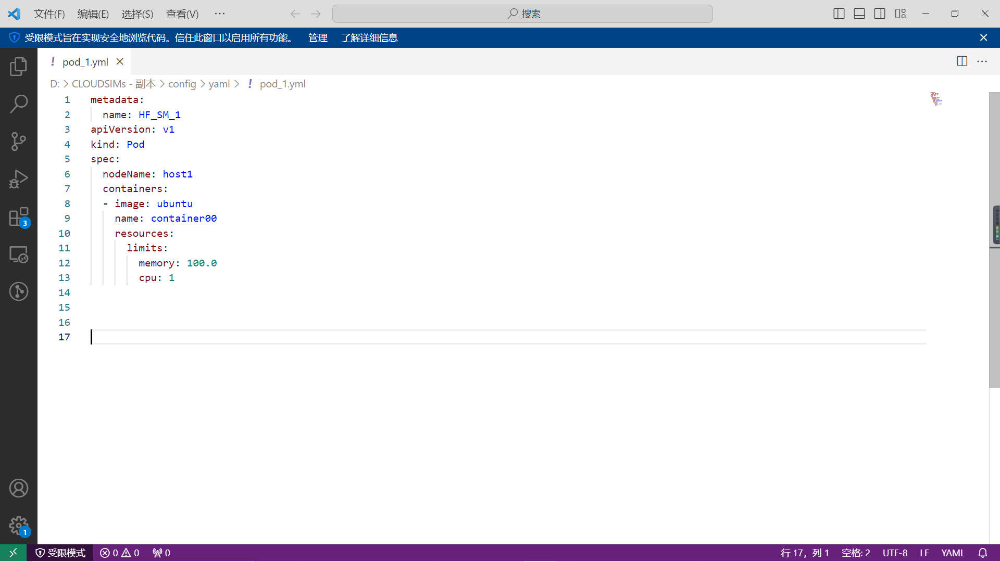 文件(F) 编辑(E) 选择(S) 查看(V) ··· 搜索
受限模式旨在实现安全地浏览代码。信任此窗口以启用所有功能。 管理 了解详细信息
! pod_1.yml
D: > CLOUDSIMs - 副本 > config > yaml > ! pod_1.yml
1 metadata:
2 name: HF_SM_1
3 apiVersion: v1
4 kind: Pod
5 spec:
6 nodeName: host1
7 containers:
8 - image: ubuntu
9 name: container00
10 resources:
11 limits:
12 memory: 100.0
13 cpu: 1
14
15
16
17
3
1
受限模式 0 0 0 行 17，列 1 空格: 2 UTF-8 LF YAML